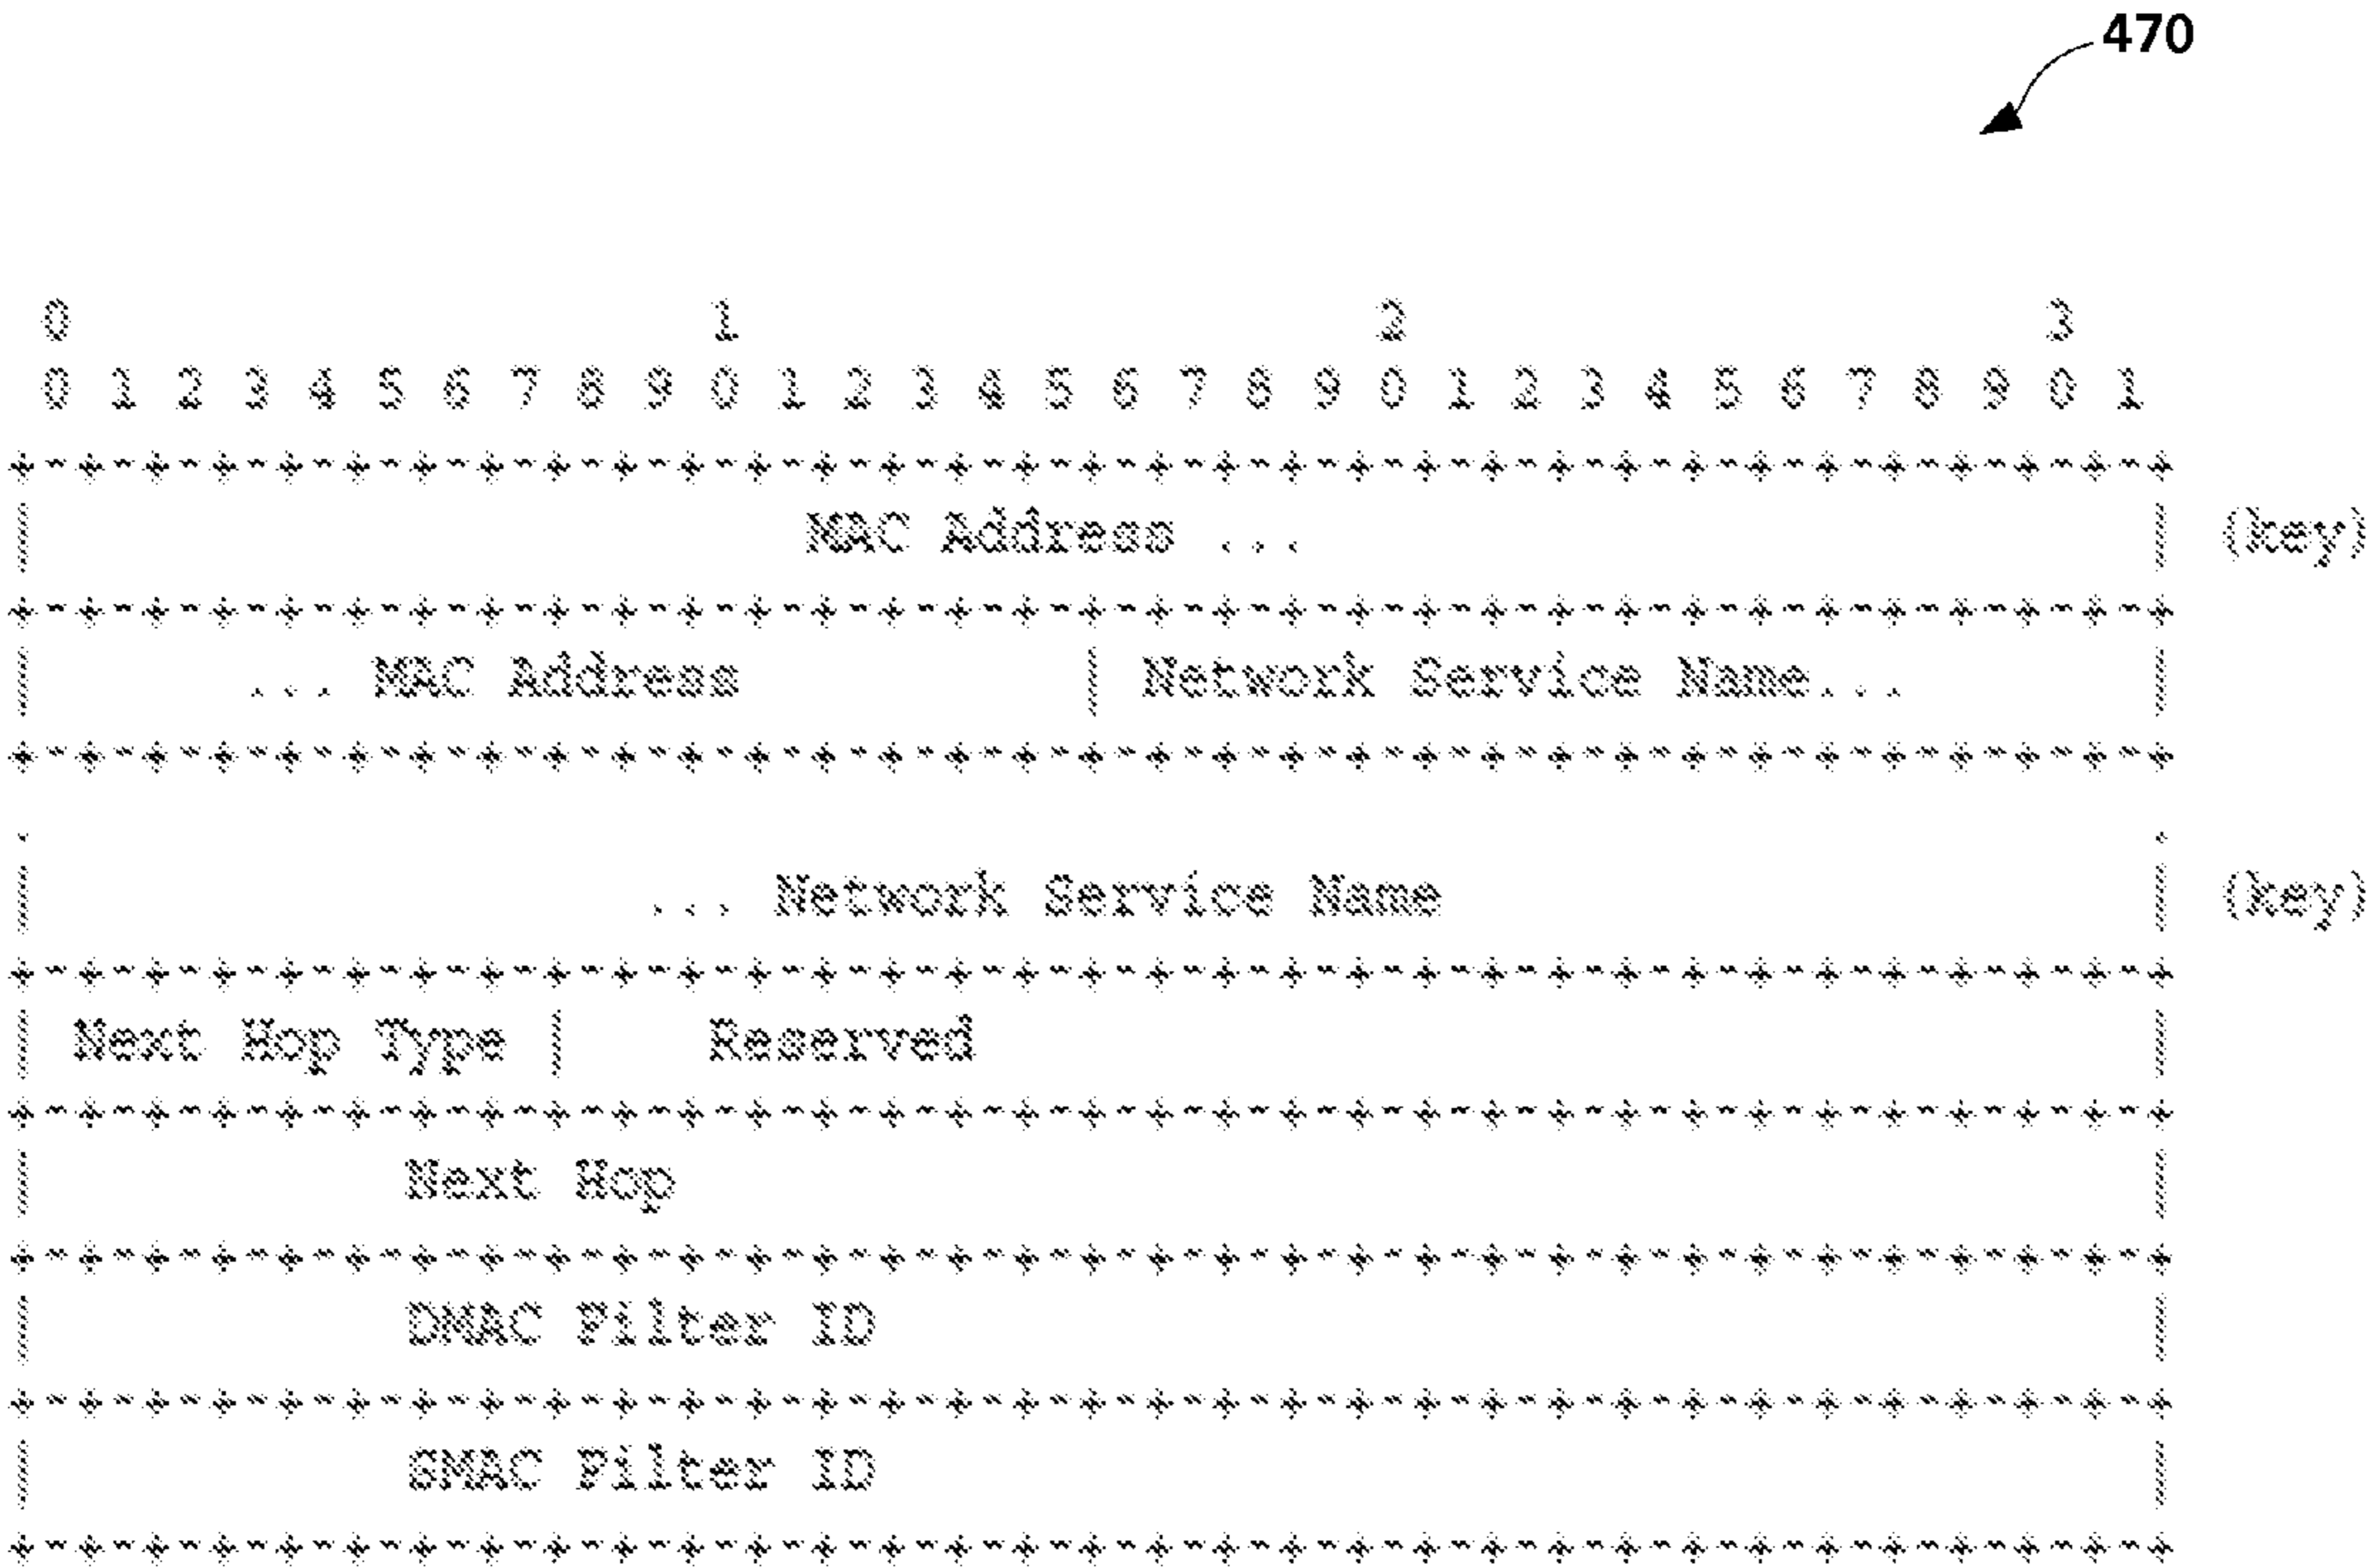 470
0 1 2 3
0 1 2 3 4 5 6 7 8 9 0 1 2 3 4 5 6 7 8 9 0 1 2 3 4 5 6 7 8 9 0 1
+-+-+-+-+-+-+-+-+-+-+-+-+-+-+-+-+-+-+-+-+-+-+-+-+-+-+-+-+-+-+-+-+
| MAC Address ... | (key)
+-+-+-+-+-+-+-+-+-+-+-+-+-+-+-+-+-+-+-+-+-+-+-+-+-+-+-+-+-+-+-+-+
| ... MAC Address | Network Service Name... |
+-+-+-+-+-+-+-+-+-+-+-+-+-+-+-+-+-+-+-+-+-+-+-+-+-+-+-+-+-+-+-+-+
. .
| ... Network Service Name | (key)
+-+-+-+-+-+-+-+-+-+-+-+-+-+-+-+-+-+-+-+-+-+-+-+-+-+-+-+-+-+-+-+-+
| Next Hop Type | Reserved |
+-+-+-+-+-+-+-+-+-+-+-+-+-+-+-+-+-+-+-+-+-+-+-+-+-+-+-+-+-+-+-+-+
| Next Hop |
+-+-+-+-+-+-+-+-+-+-+-+-+-+-+-+-+-+-+-+-+-+-+-+-+-+-+-+-+-+-+-+-+
| DMAC Filter ID |
+-+-+-+-+-+-+-+-+-+-+-+-+-+-+-+-+-+-+-+-+-+-+-+-+-+-+-+-+-+-+-+-+
| SMAC Filter ID |
+-+-+-+-+-+-+-+-+-+-+-+-+-+-+-+-+-+-+-+-+-+-+-+-+-+-+-+-+-+-+-+-+